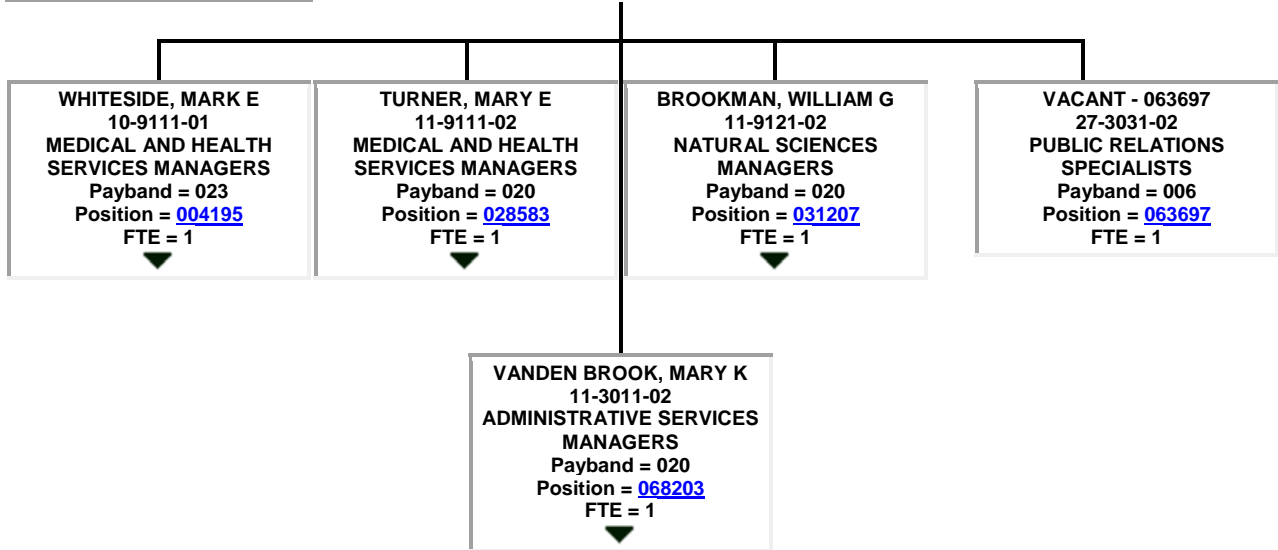 WHITESIDE, MARK E
10-9111-01
MEDICAL AND HEALTH
SERVICES MANAGERS
Payband = 023
Position = 004195
FTE = 1
TURNER, MARY E
11-9111-02
MEDICAL AND HEALTH
SERVICES MANAGERS
Payband = 020
Position = 028583
FTE = 1
BROOKMAN, WILLIAM G
11-9121-02
NATURAL SCIENCES
MANAGERS
Payband = 020
Position = 031207
FTE = 1
VACANT - 063697
27-3031-02
PUBLIC RELATIONS
SPECIALISTS
Payband = 006
Position = 063697
FTE = 1
VANDEN BROOK, MARY K
11-3011-02
ADMINISTRATIVE SERVICES
MANAGERS
Payband = 020
Position = 068203
FTE = 1